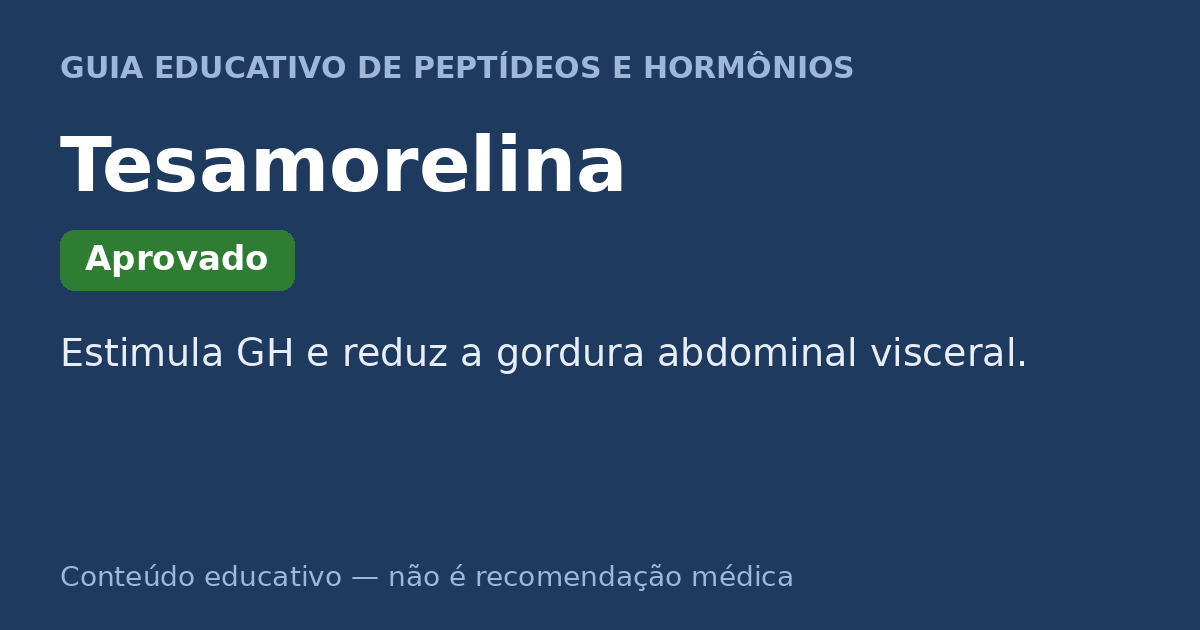 GUIA EDUCATIVO DE PEPTÍDEOS E HORMÔNIOS
Tesamorelina
Aprovado
Estimula GH e reduz a gordura abdominal visceral.
Conteúdo educativo — não é recomendação médica